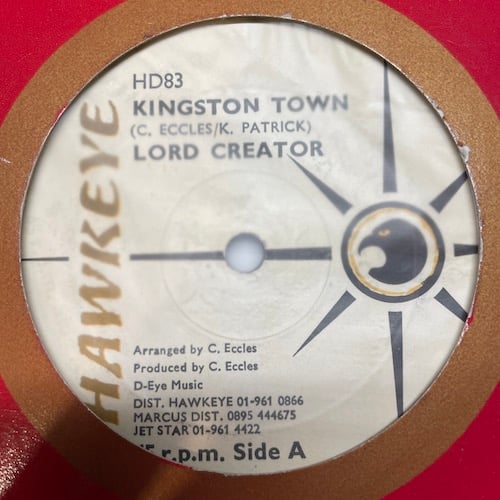 HAWKEYE
HD83
KINGSTON TOWN
(C. ECCLES/K. PATRICK)
LORD CREATOR
Arranged by C. Eccles
Produced by C. Eccles
D-Eye Music
DIST. HAWKEYE 01-961 0866
MARCUS DIST. 0895 444675
JET STAR 01-961 4422
r.p.m. Side A